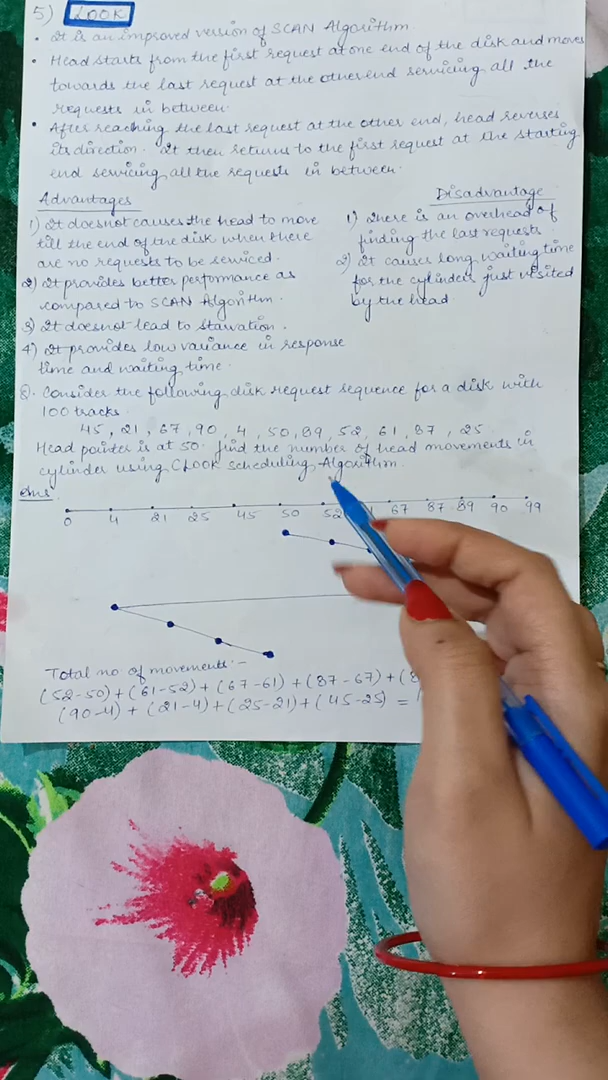 5) LOOK
• It is an improved version of SCAN Algorithm
• Head starts from the first request at one end of the disk and moves
towards the last request at the other end servicing all the
requests in between.
• After reaching the last request at the other end, head reverses
its direction. It then returns to the first request at the starting
end servicing all the requests in between.
Advantages
1) It doesnot causes the head to move
till the end of the disk when there
are no requests to be serviced.
2) It provides better performance as
compared to SCAN Algorithm.
3) It doesnot lead to starvation.
4) It provides low variance in response
time and waiting time.
Disadvantage
1) There is an overhead of
finding the last requests
2) It causes long waiting time
for the cylinders just visited
by the head
Q. Consider the following disk request sequence for a disk with
100 tracks
45, 21, 67, 90, 4, 50, 89, 52, 61, 87, 25.
Head pointer is at 50. find the number of head movements in
cylinder using CLOOK scheduling Algorithm.
Ans:
0 4 21 25 45 50 52 67 87 89 90 99
Total no of movements:-
(52-50)+(61-52)+(67-61)+(87-67)+(8
(90-4)+(21-4)+(25-21)+(45-25) =